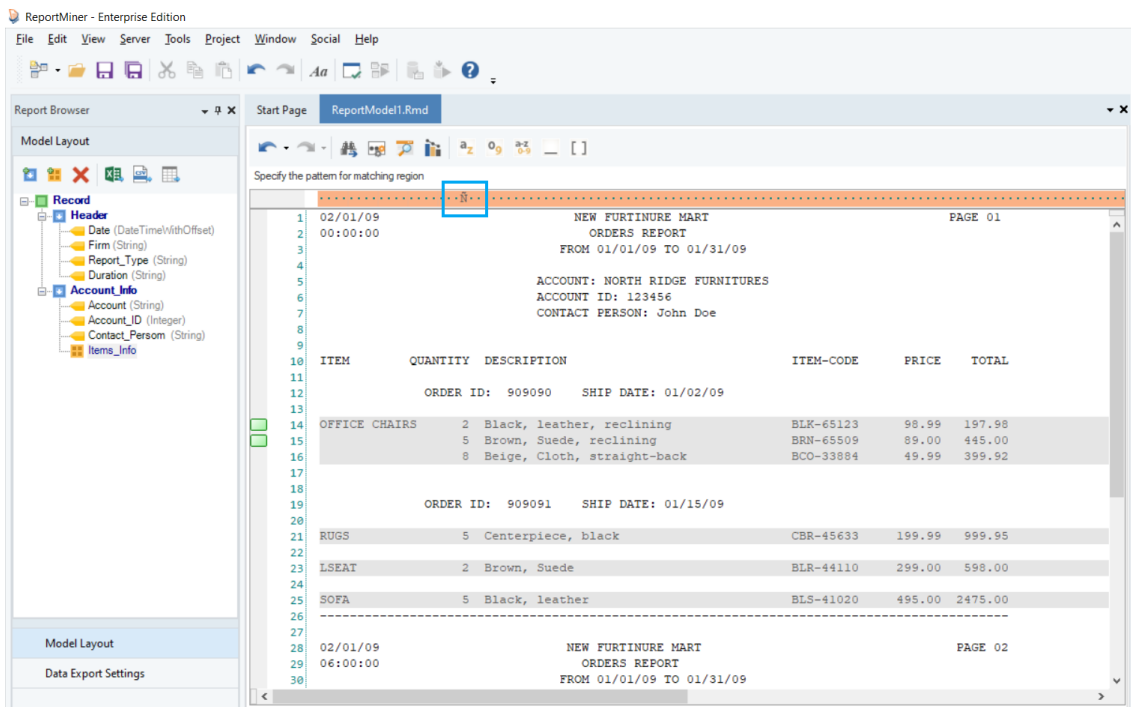 ReportMiner - Enterprise Edition
File Edit View Server Tools Project Window Social Help
Aa
Report Browser
Start Page ReportModel1.Rmd
Model Layout
Specify the pattern for matching region
Ñ
Record
Header
Date (DateTimeWithOffset)
Firm (String)
Report_Type (String)
Duration (String)
Account_Info
Account (String)
Account_ID (Integer)
Contact_Persom (String)
Items_Info
1 02/01/09 NEW FURTINURE MART PAGE 01
2 00:00:00 ORDERS REPORT
3 FROM 01/01/09 TO 01/31/09
4
5 ACCOUNT: NORTH RIDGE FURNITURES
6 ACCOUNT ID: 123456
7 CONTACT PERSON: John Doe
8
9
10 ITEM QUANTITY DESCRIPTION ITEM-CODE PRICE TOTAL
11
12 ORDER ID: 909090 SHIP DATE: 01/02/09
13
14 OFFICE CHAIRS 2 Black, leather, reclining BLK-65123 98.99 197.98
15 5 Brown, Suede, reclining BRN-65509 89.00 445.00
16 8 Beige, Cloth, straight-back BCO-33884 49.99 399.92
17
18
19 ORDER ID: 909091 SHIP DATE: 01/15/09
20
21 RUGS 5 Centerpiece, black CBR-45633 199.99 999.95
22
23 LSEAT 2 Brown, Suede BLR-44110 299.00 598.00
24
25 SOFA 5 Black, leather BLS-41020 495.00 2475.00
26 --------------------------------------------------------------------------------------------
27
28 02/01/09 NEW FURTINURE MART PAGE 02
29 06:00:00 ORDERS REPORT
30 FROM 01/01/09 TO 01/31/09
Model Layout
Data Export Settings